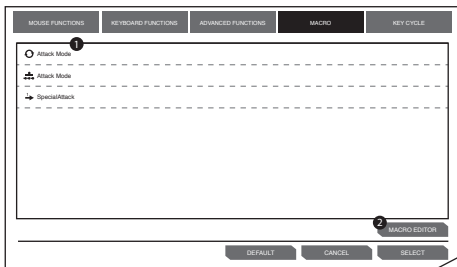 MOUSE FUNCTIONS KEYBOARD FUNCTIONS ADVANCED FUNCTIONS MACRO KEY CYCLE
1
Attack Mode
Attack Mode
SpecialAttack
2
MACRO EDITOR
DEFAULT CANCEL SELECT